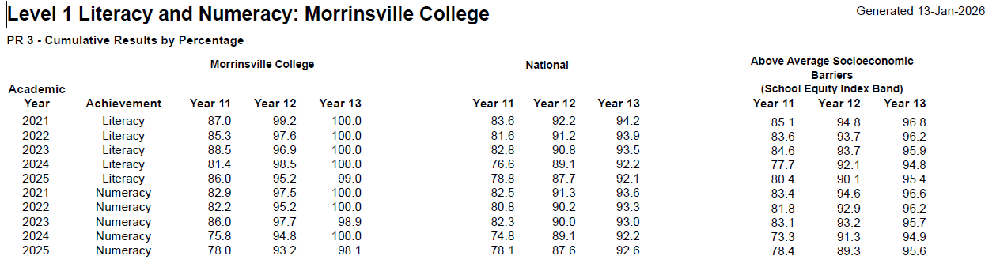 Level 1 Literacy and Numeracy: Morrinsville College
Generated 13-Jan-2026
PR 3 - Cumulative Results by Percentage
Morrinsville College National Above Average Socioeconomic
Barriers
(School Equity Index Band)
Academic
Year Achievement Year 11 Year 12 Year 13 Year 11 Year 12 Year 13 Year 11 Year 12 Year 13
2021 Literacy 87.0 99.2 100.0 83.6 92.2 94.2 85.1 94.8 96.8
2022 Literacy 85.3 97.6 100.0 81.6 91.2 93.9 83.6 93.7 96.2
2023 Literacy 88.5 96.9 100.0 82.8 90.8 93.5 84.6 93.7 95.9
2024 Literacy 81.4 98.5 100.0 76.6 89.1 92.2 77.7 92.1 94.8
2025 Literacy 86.0 95.2 99.0 78.8 87.7 92.1 80.4 90.1 95.4
2021 Numeracy 82.9 97.5 100.0 82.5 91.3 93.6 83.4 94.6 96.6
2022 Numeracy 82.2 95.2 100.0 80.8 90.2 93.3 81.8 92.9 96.2
2023 Numeracy 86.0 97.7 98.9 82.3 90.0 93.0 83.1 93.2 95.7
2024 Numeracy 75.8 94.8 100.0 74.8 89.1 92.2 73.3 91.3 94.9
2025 Numeracy 78.0 93.2 98.1 78.1 87.6 92.6 78.4 89.3 95.6